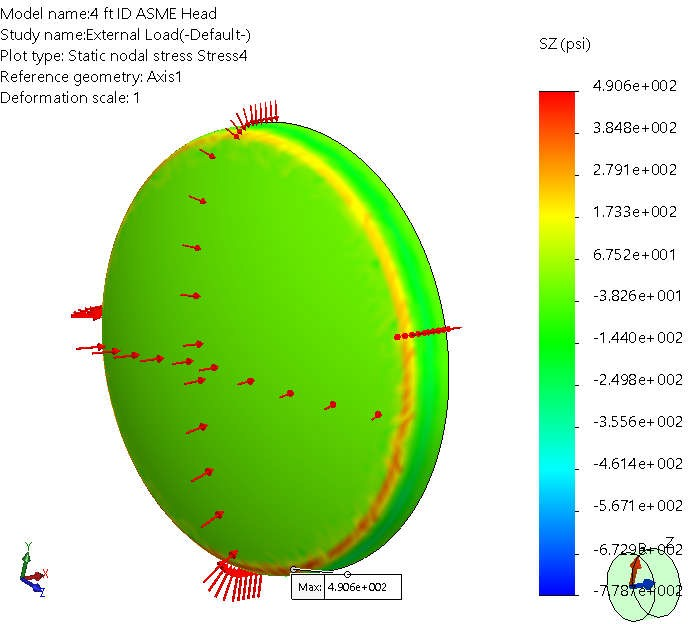 Model name:4 ft ID ASME Head
Study name:External Load(-Default-)
Plot type: Static nodal stress Stress4
Reference geometry: Axis1
Deformation scale: 1
SZ (psi)
4.906e+002
3.848e+002
2.791e+002
1.733e+002
6.752e+001
-3.826e+001
-1.440e+002
-2.498e+002
-3.556e+002
-4.614e+002
-5.671e+002
-6.729e+002
-7.787e+002
Z
Y
X
Z
Max: 4.906e+002